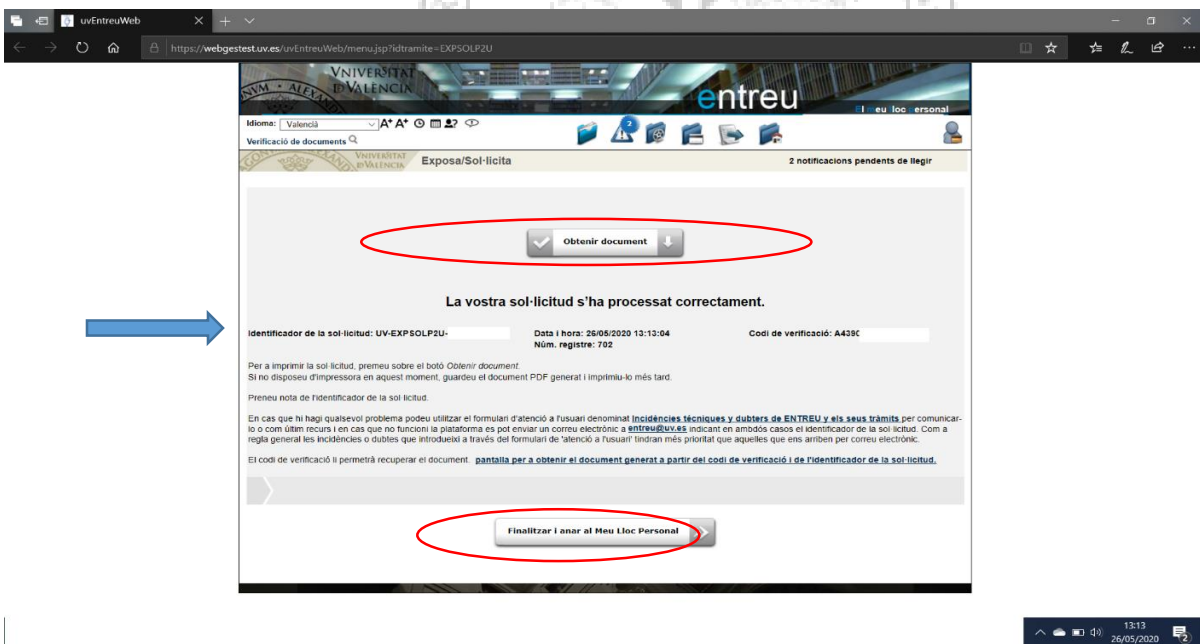 uvEntreuWeb
https://webgestest.uv.es/uvEntreuWeb/menu.jsp?idtramite=EXPSOLP2U
VNIVERSITAT
D VALÈNCIA
entreu
El meu lloc personal
Idioma: Valencià A+ A+
Verificació de documents
2
VNIVERSITAT
D VALÈNCIA
Exposa/Sol·licita
2 notificacions pendents de llegir
Obtenir document
La vostra sol·licitud s'ha processat correctament.
Identificador de la sol·licitud: UV-EXPSOLP2U-
Data i hora: 26/05/2020 13:13:04
Codi de verificació: A439
Núm. registre: 702
Per a imprimir la sol·licitud, premeu sobre el botó Obtenir document.
Si no disposeu d'impressora en aquest moment, guardeu el document PDF generat i imprimiu-lo més tard.
Preneu nota de l'identificador de la sol·licitud.
En cas que hi hagi qualsevol problema podeu utilitzar el formulari d'atenció a l'usuari denominat Incidències tècniques y dubters de ENTREU y els seus tràmits per comunicar-
lo o com últim recurs i en cas que no funcioni la plataforma es pot enviar un correu electrònic a entreu@uv.es indicant en ambdós casos el identificador de la sol·licitud. Com a
regla general les incidències o dubtes que introdueixi a través del formulari de 'atenció a l'usuari' tindran més prioritat que aquelles que ens arriben per correu electrònic.
El codi de verificació li permetrà recuperar el document. pantalla per a obtenir el document generat a partir del codi de verificació i de l'identificador de la sol·licitud.
Finalitzar i anar al Meu Lloc Personal
13:13
26/05/2020